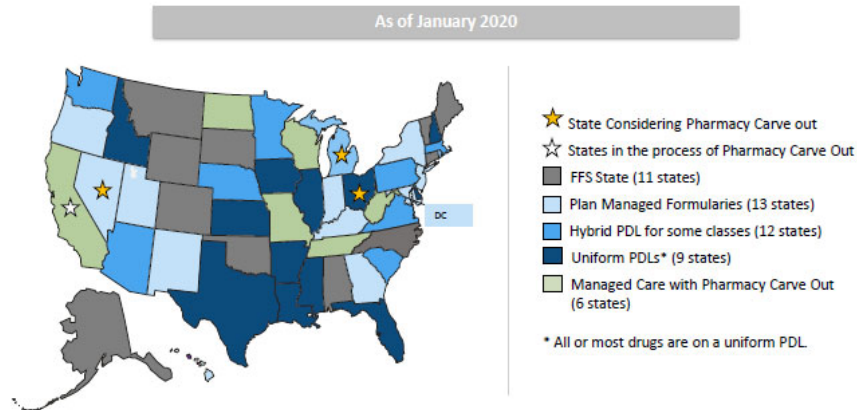 As of January 2020
State Considering Pharmacy Carve out
States in the process of Pharmacy Carve Out
FFS State (11 states)
Plan Managed Formularies (13 states)
DC
Hybrid PDL for some classes (12 states)
Uniform PDLs* (9 states)
Managed Care with Pharmacy Carve Out
(6 states)
* All or most drugs are on a uniform PDL.